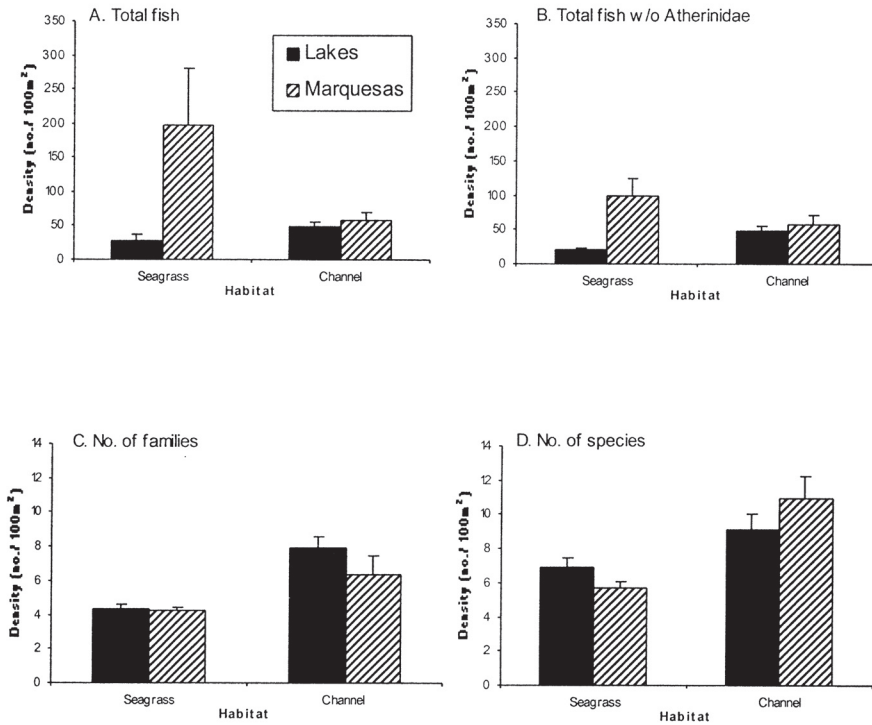 A. Total fish
350
300
250
200
150
100
50
0
Density (no./ 100m²)
Lakes
Marquesas
Seagrass Channel
Habitat
B. Total fish w/o Atherinidae
350
300
250
200
150
100
50
0
Density (no./ 100m²)
Seagrass Channel
Habitat
C. No. of families
14
12
10
8
6
4
2
0
Density (no./ 100m²)
Seagrass Channel
Habitat
D. No. of species
14
12
10
8
6
4
2
0
Density (no./ 100m²)
Seagrass Channel
Habitat